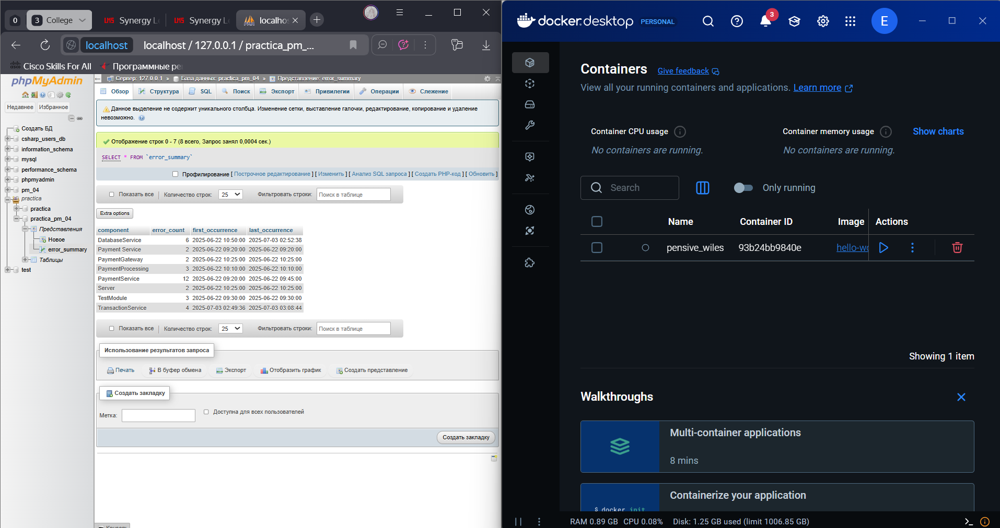 0
3 College
LMS Synergy Le
LMS Synergy Le
localhos
localhost
localhost / 127.0.0.1 / practica_pm_...
Cisco Skills For All
Программные ре
phpMyAdmin
Недавнее
Избранное
Создать БД
csharp_users_db
information_schema
mysql
performance_schema
phpmyadmin
pm_04
practica
practica
practica_pm_04
Представления
Новое
error_summary
Таблицы
test
Сервер: 127.0.0.1 » База данных: practica_pm_04 » Представление: error_summary
Обзор Структура SQL Поиск Экспорт Привилегии Операции Слежение
Данное выделение не содержит уникального столбца. Изменение сетки, выставление галочки, редактирование, копирование и удаление
невозможно.
Отображение строк 0 - 7 (8 всего, Запрос занял 0,0004 сек.)
SELECT * FROM `error_summary`
Профилирование [ Построчное редактирование ] [ Изменить ] [ Анализ SQL запроса ] [ Создать PHP-код ] [ Обновить ]
Показать все Количество строк: 25 Фильтровать строки: Поиск в таблице
Extra options
component error_count first_occurrence last_occurrence
DatabaseService 6 2025-06-22 10:50:00 2025-07-03 02:52:38
Payment Service 2 2025-06-22 09:20:00 2025-06-22 09:20:00
PaymentGateway 2 2025-06-22 10:25:00 2025-06-22 10:25:00
PaymentProcessing 3 2025-06-22 10:10:00 2025-06-22 10:10:00
PaymentService 12 2025-06-22 09:20:00 2025-06-22 09:45:00
Server 2 2025-06-22 10:25:00 2025-06-22 10:25:00
TestModule 3 2025-06-22 09:30:00 2025-06-22 09:30:00
TransactionService 4 2025-07-03 02:49:36 2025-07-03 03:08:44
Показать все Количество строк: 25 Фильтровать строки: Поиск в таблице
Использование результатов запроса
Печать В буфер обмена Экспорт Отобразить график Создать представление
Создать закладку
Метка: Доступна для всех пользователей
Создать закладку
Консоль
docker.desktop PERSONAL
3
E
Containers Give feedback
View all your running containers and applications. Learn more
Container CPU usage
No containers are running.
Container memory usage
No containers are running.
Show charts
Search
Only running
Name Container ID Image Actions
pensive_wiles 93b24bb9840e hello-wo
Showing 1 item
Walkthroughs
Multi-container applications
8 mins
Containerize your application
$ docker init
RAM 0.89 GB CPU 0.08% Disk: 1.25 GB used (limit 1006.85 GB)